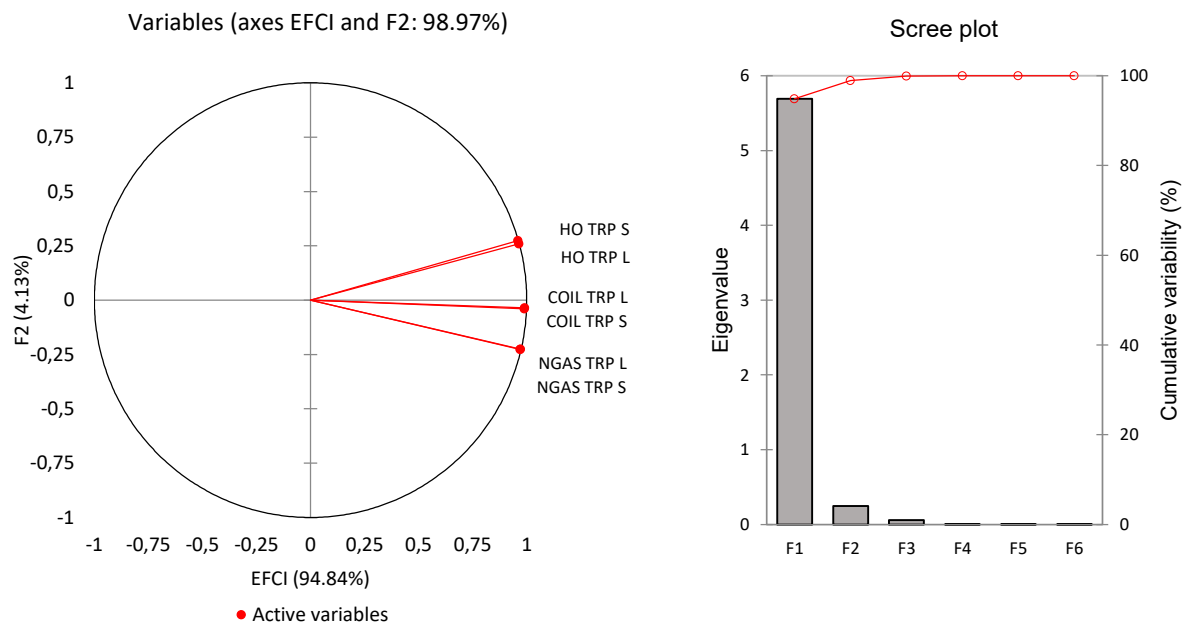 Variables (axes EFCI and F2: 98.97%)
1
0,75
0,5
0,25
0
-0,25
-0,5
-0,75
-1
F2 (4.13%)
HO TRP S
HO TRP L
COIL TRP L
COIL TRP S
NGAS TRP L
NGAS TRP S
-1 -0,75 -0,5 -0,25 0 0,25 0,5 0,75 1
EFCI (94.84%)
Active variables
Scree plot
6
5
4
3
2
1
0
Eigenvalue
100
80
60
40
20
0
Cumulative variability (%)
F1 F2 F3 F4 F5 F6